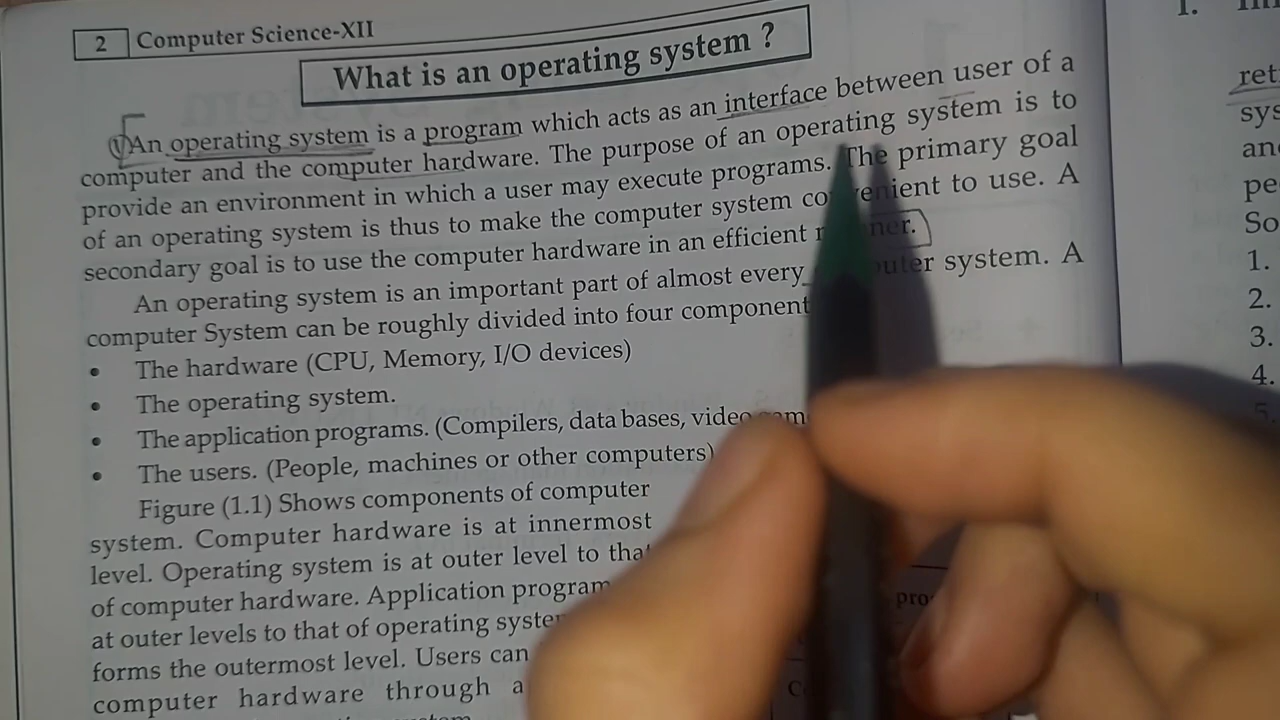 2 Computer Science-XII
What is an operating system ?
An operating system is a program which acts as an interface between user of a
computer and the computer hardware. The purpose of an operating system is to
provide an environment in which a user may execute programs. The primary goal
of an operating system is thus to make the computer system convenient to use. A
secondary goal is to use the computer hardware in an efficient
An operating system is an important part of almost every system. A
computer System can be roughly divided into four
• The hardware (CPU, Memory, I/O devices)
• The operating system.
• The application programs. (Compilers, data bases, video
• The users. (People, machines or other computers)
Figure (1.1) Shows components of computer
system. Computer hardware is at innermost
level. Operating system is at outer level to
of computer hardware. Application
at outer levels to that of operating
forms the outermost level. Users can
computer hardware through a
1.
ret
sys
an
pe
So
1.
2.
3.
4.
5.